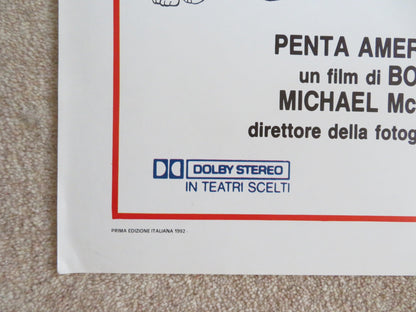 PENTA AMER
un film di BO
MICHAEL Mc
direttore della fotog
DOLBY STEREO
IN TEATRI SCELTI
PRIMA EDIZIONE ITALIANA 1992